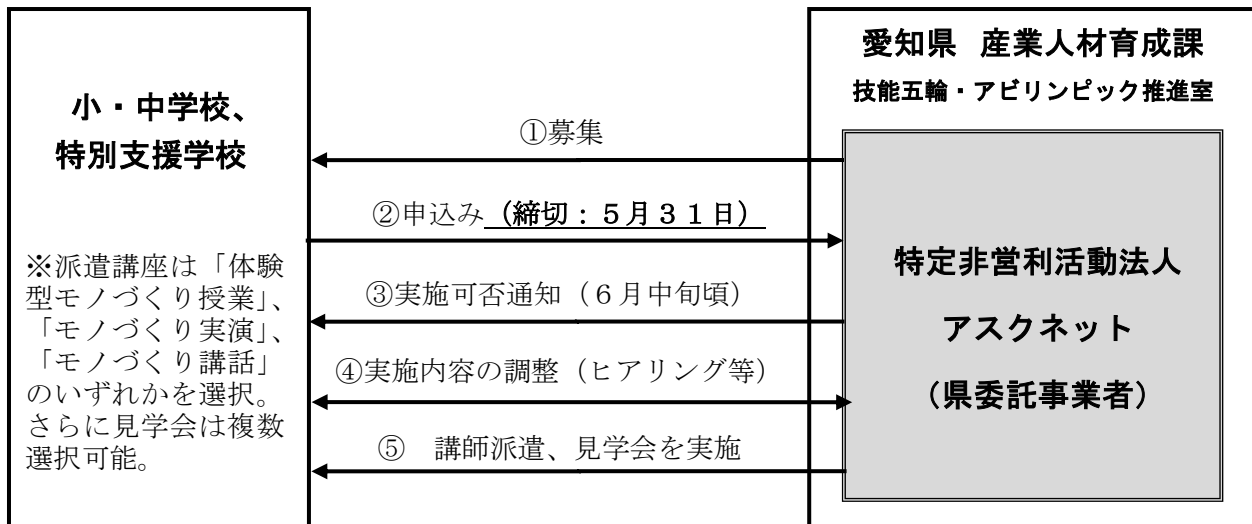 小・中学校、
特別支援学校
※派遣講座は「体験
型モノづくり授業」、
「モノづくり実演」、
「モノづくり講話」
のいずれかを選択。
さらに見学会は複数
選択可能。
①募集
②申込み（締切：５月３１日）
③実施可否通知（６月中旬頃）
④実施内容の調整（ヒアリング等）
⑤　講師派遣、見学会を実施
愛知県　産業人材育成課
技能五輪・アビリンピック推進室
特定非営利活動法人
アスクネット
（県委託事業者）